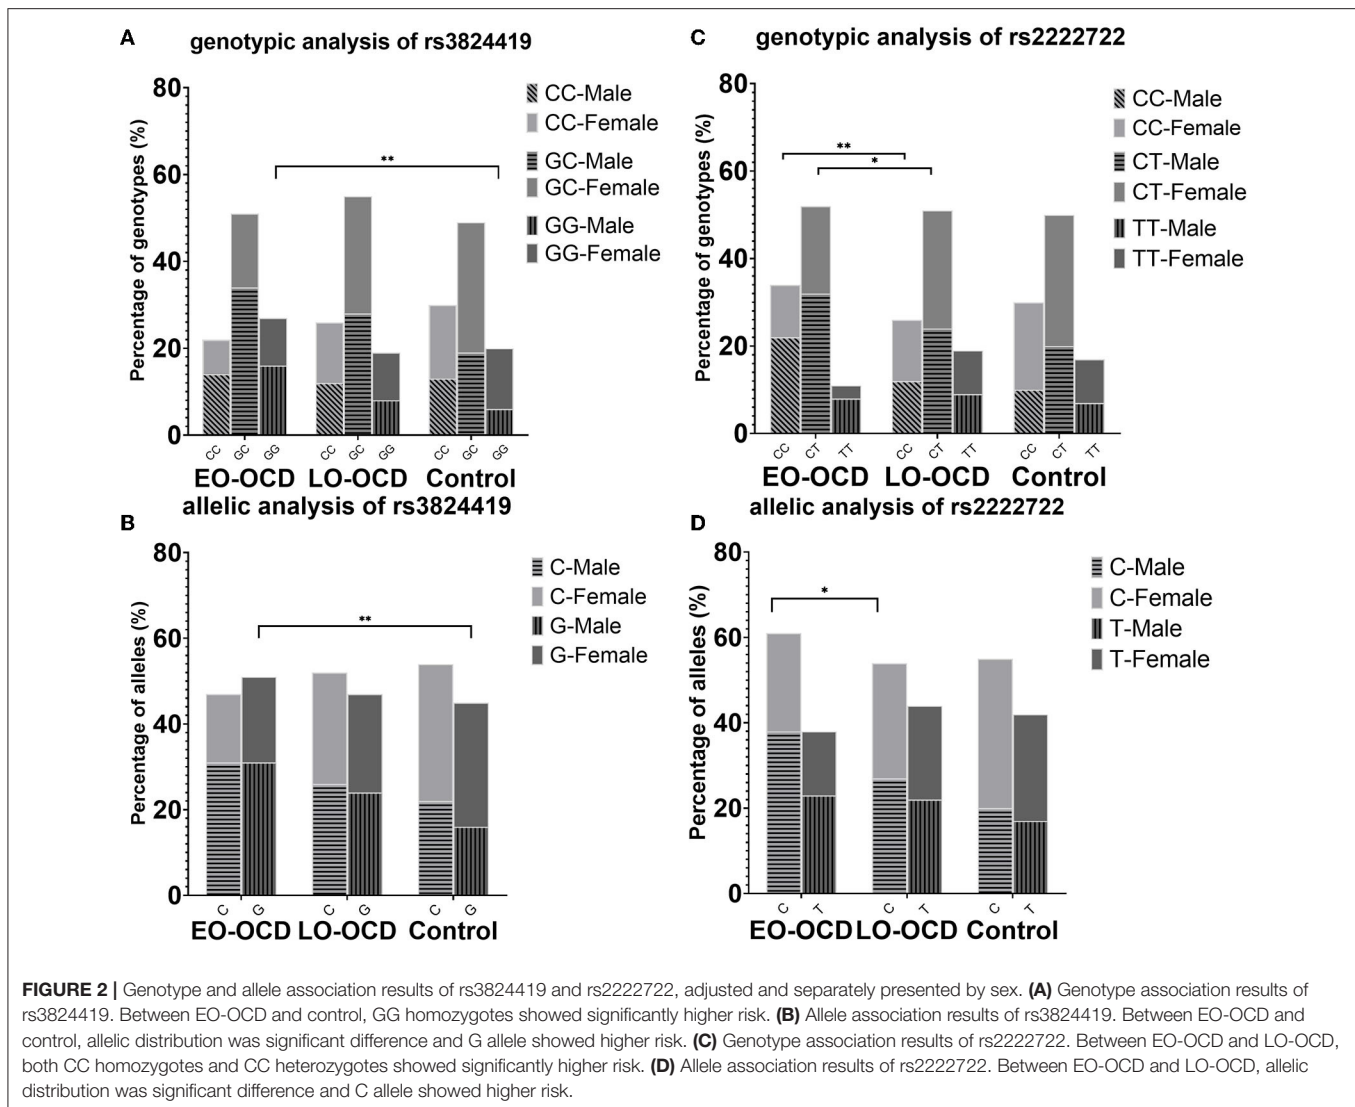 A
genotypic analysis of rs3824419
Percentage of genotypes (%)
80
60
40
20
0
**
CC-Male
CC-Female
GC-Male
GC-Female
GG-Male
GG-Female
CC GC GG CC GC GG CC GC GG
EO-OCD LO-OCD Control
B
allelic analysis of rs3824419
Percentage of alleles (%)
80
60
40
20
0
**
C-Male
C-Female
G-Male
G-Female
C G C G C G
EO-OCD LO-OCD Control
C
genotypic analysis of rs2222722
Percentage of genotypes (%)
80
60
40
20
0
**
*
CC-Male
CC-Female
CT-Male
CT-Female
TT-Male
TT-Female
CC CT TT CC CT TT CC CT TT
EO-OCD LO-OCD Control
D
allelic analysis of rs2222722
Percentage of alleles (%)
80
60
40
20
0
*
C-Male
C-Female
T-Male
T-Female
C T C T C T
EO-OCD LO-OCD Control
FIGURE 2 | Genotype and allele association results of rs3824419 and rs2222722, adjusted and separately presented by sex. (A) Genotype association results of
rs3824419. Between EO-OCD and control, GG homozygotes showed significantly higher risk. (B) Allele association results of rs3824419. Between EO-OCD and
control, allelic distribution was significant difference and G allele showed higher risk. (C) Genotype association results of rs2222722. Between EO-OCD and LO-OCD,
both CC homozygotes and CC heterozygotes showed significantly higher risk. (D) Allele association results of rs2222722. Between EO-OCD and LO-OCD, allelic
distribution was significant difference and C allele showed higher risk.